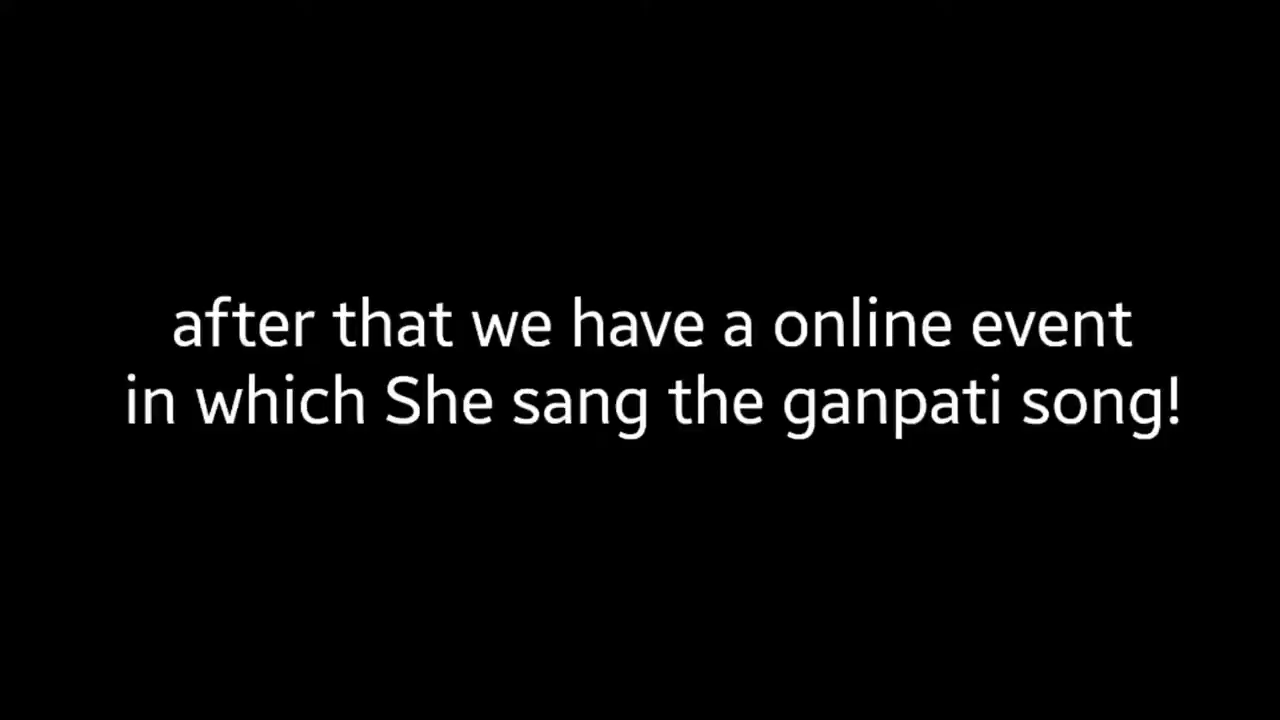 after that we have a online event
in which She sang the ganpati song!